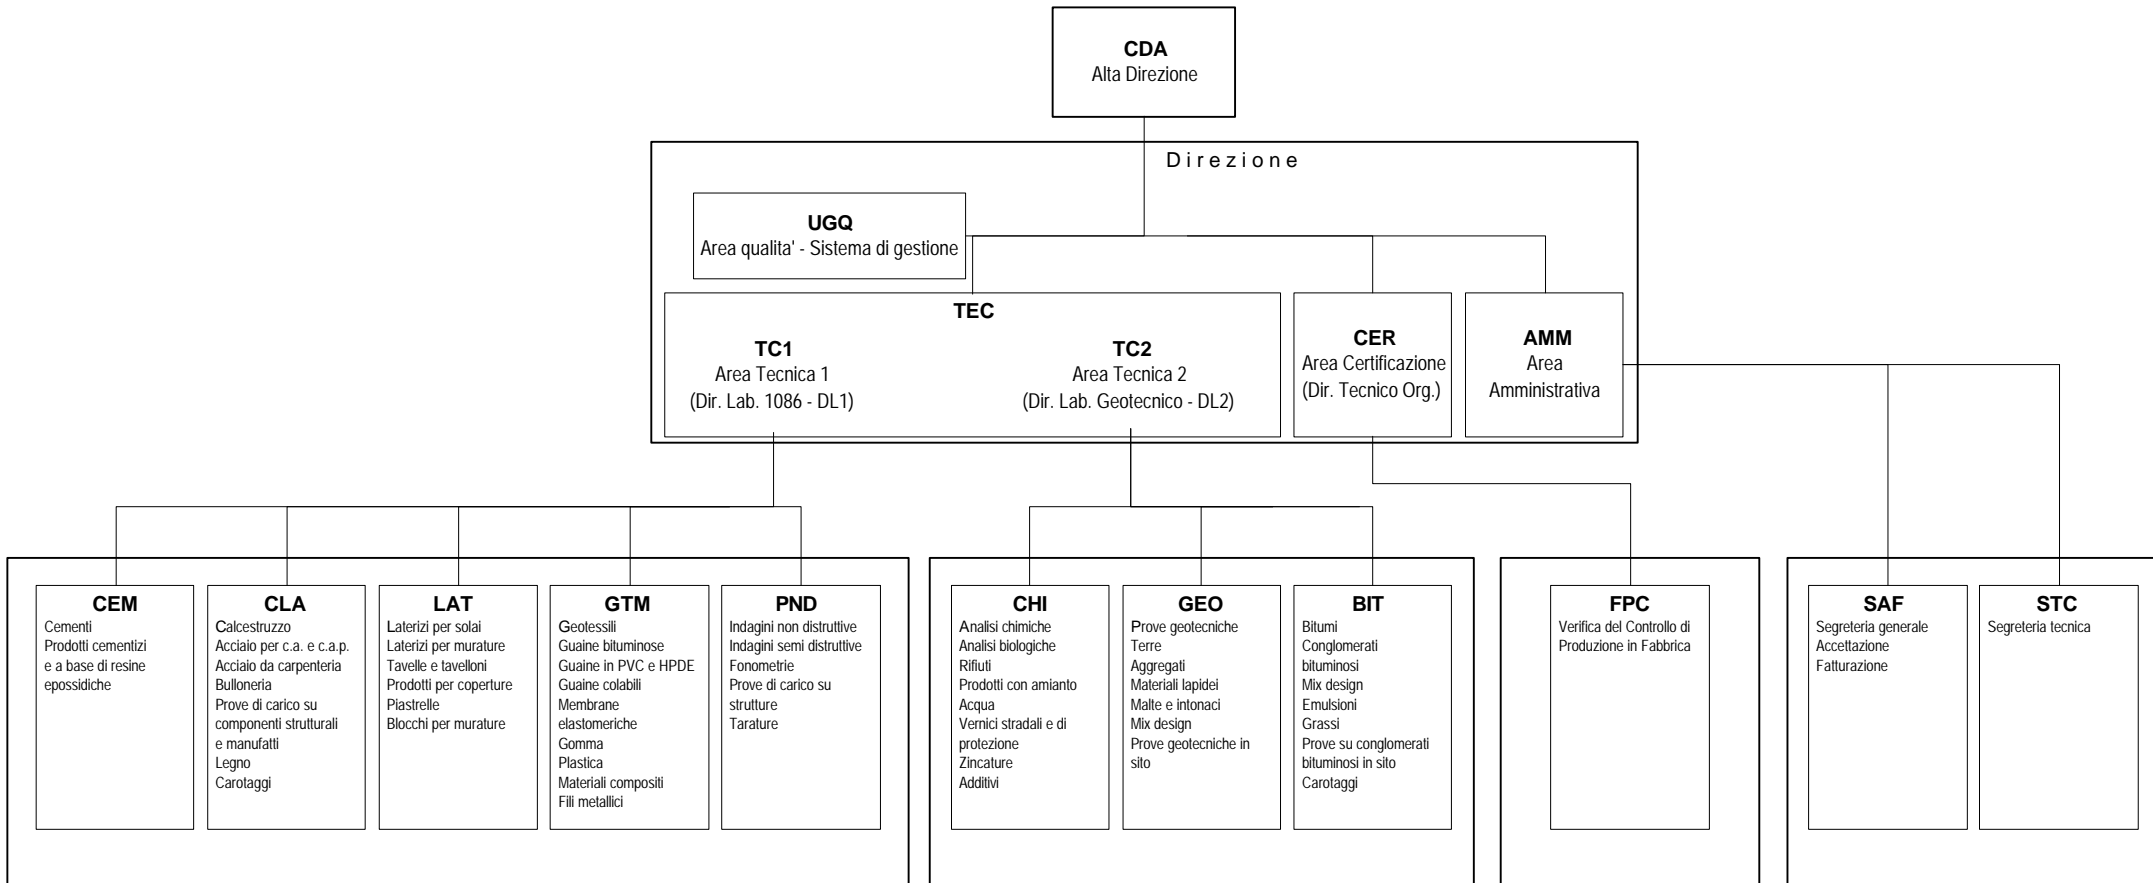 CDA
Alta Direzione
Direzione
UGQ
Area qualita' - Sistema di gestione
TEC
TC1
Area Tecnica 1
(Dir. Lab. 1086 - DL1)
TC2
Area Tecnica 2
(Dir. Lab. Geotecnico - DL2)
CER
Area Certificazione
(Dir. Tecnico Org.)
AMM
Area
Amministrativa
CEM
Cementi
Prodotti cementizi
e a base di resine
epossidiche
CLA
Calcestruzzo
Acciaio per c.a. e c.a.p.
Acciaio da carpenteria
Bulloneria
Prove di carico su
componenti strutturali
e manufatti
Legno
Carotaggi
LAT
Laterizi per solai
Laterizi per murature
Tavelle e tavelloni
Prodotti per coperture
Piastrelle
Blocchi per murature
GTM
Geotessili
Guaine bituminose
Guaine in PVC e HPDE
Guaine colabili
Membrane
elastomeriche
Gomma
Plastica
Materiali compositi
Fili metallici
PND
Indagini non distruttive
Indagini semi distruttive
Fonometrie
Prove di carico su
strutture
Tarature
CHI
Analisi chimiche
Analisi biologiche
Rifiuti
Prodotti con amianto
Acqua
Vernici stradali e di
protezione
Zincature
Additivi
GEO
Prove geotecniche
Terre
Aggregati
Materiali lapidei
Malte e intonaci
Mix design
Prove geotecniche in
sito
BIT
Bitumi
Conglomerati
bituminosi
Mix design
Emulsioni
Grassi
Prove su conglomerati
bituminosi in sito
Carotaggi
FPC
Verifica del Controllo di
Produzione in Fabbrica
SAF
Segreteria generale
Accettazione
Fatturazione
STC
Segreteria tecnica